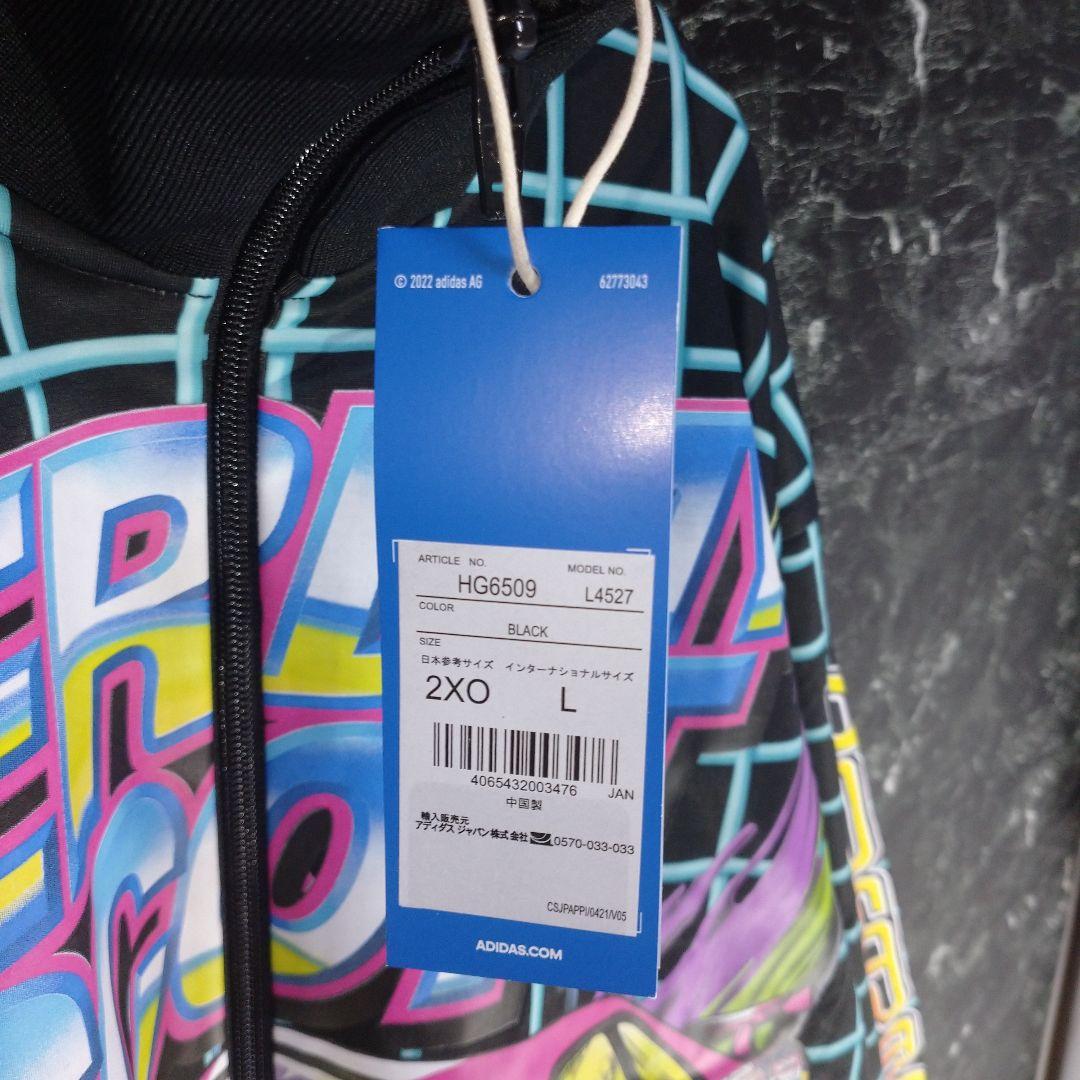 © 2022 adidas AG 62773043
ARTICLE NO. MODEL NO.
HG6509 L4527
COLOR
BLACK
SIZE
日本参考サイズ インターナショナルサイズ
2XO L
4065432003476 JAN
中国製
輸入販売元
アディダス ジャパン株式会社 0570-033-033
CSJPAPPI/0421/V05
ADIDAS.COM